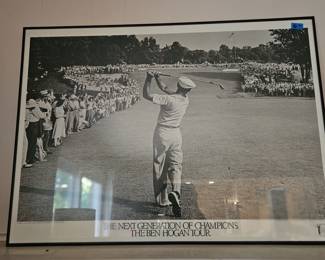 THE NEXT GENERATION OF CHAMPIONS.
THE BEN HOGAN TOUR.